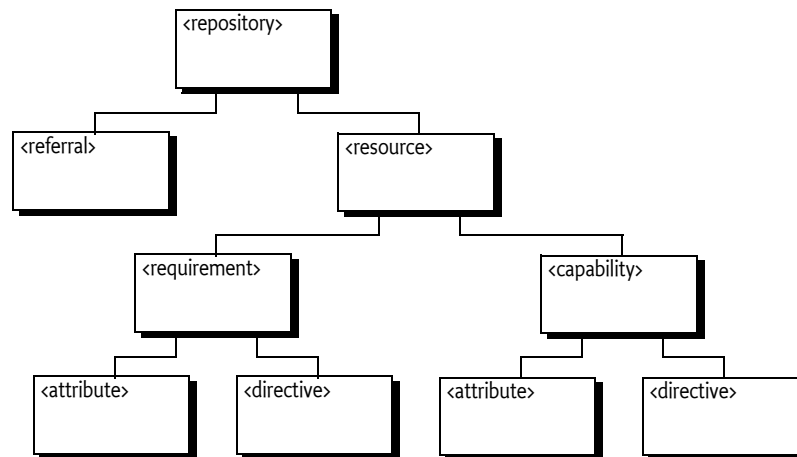 <repository>
<referral>
<resource>
<requirement>
<capability>
<attribute>
<directive>
<attribute>
<directive>